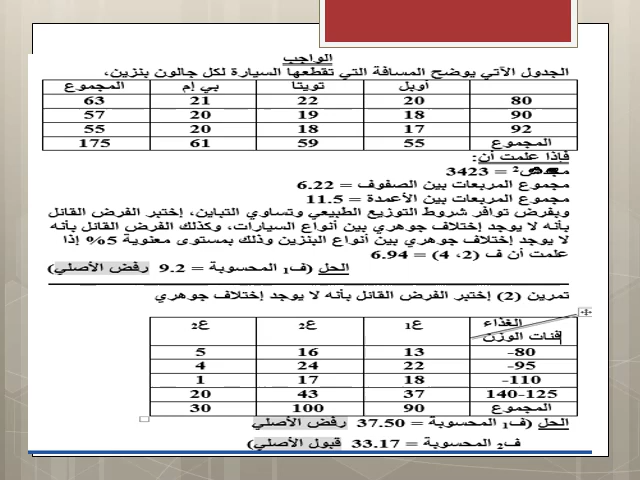 الواجب
الجدول الآتي يوضح المسافة التي تقطعها السيارة لكل جالون بنزين،
أوبل تويتا بي إم المجموع
80 20 22 21 63
90 18 19 20 57
92 17 18 20 55
المجموع 55 59 61 175
فإذا علمت أن:
= 3423
مجموع المربعات بين الصفوف = 6.22
مجموع المربعات بين الأعمدة = 11.5
وبفرض توافر شروط التوزيع الطبيعي وتساوي التباين، إختبر الفرض القائل
بأنه لا يوجد إختلاف جوهري بين أنواع السيارات، وكذلك الفرض القائل بأنه
لا يوجد إختلاف جوهري بين أنواع البنزين وذلك بمستوى معنوية 5% إذا
علمت أن ف (2، 4) = 6.94
الحل (ف1 المحسوبة = 9.2 رفض الأصلي)
تمرين (2) إختبر الفرض القائل بأنه لا يوجد إختلاف جوهري
الغذاء ع1 ع2 ع2
فئات الوزن
80- 13 16 5
95- 22 24 4
110- 18 17 1
125-140 37 43 20
المجموع 90 100 30
الحل (ف1 المحسوبة = 37.50 رفض الأصلي
ف2 المحسوبة = 33.17 قبول الأصلي)